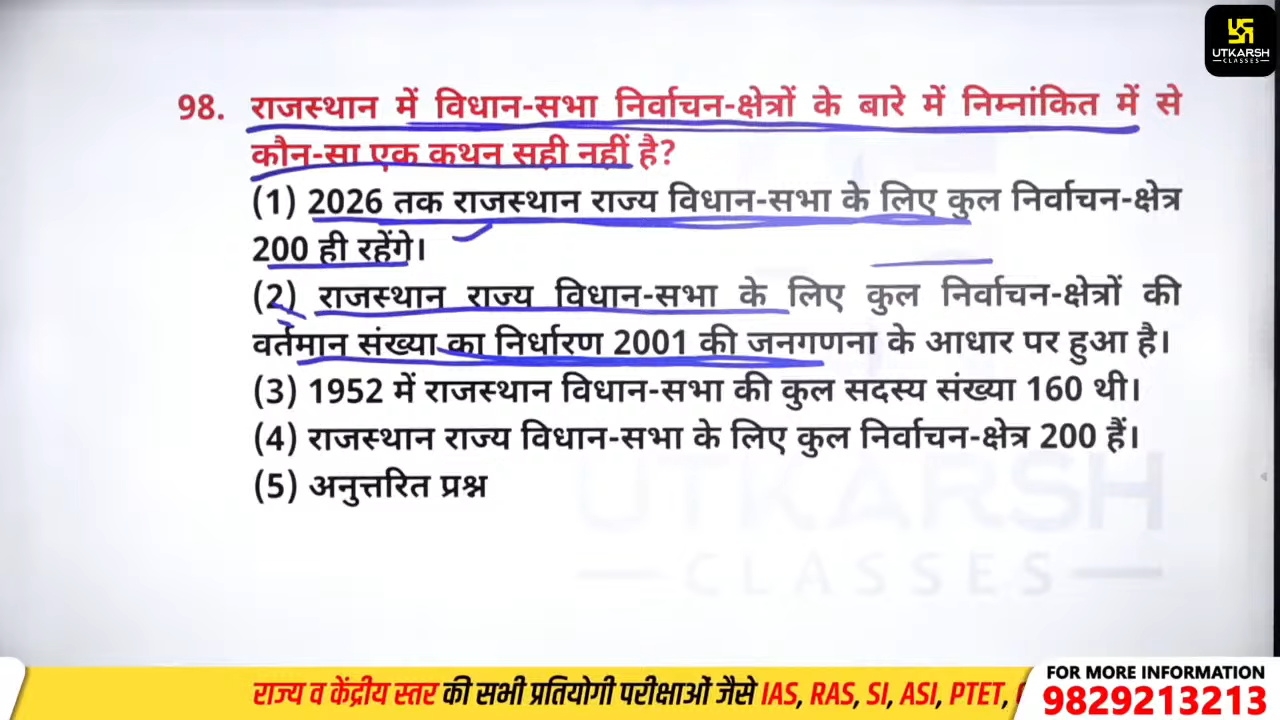 UTKARSH
CLASSES
98. राजस्थान में विधान-सभा निर्वाचन-क्षेत्रों के बारे में निम्नांकित में से
कौन-सा एक कथन सही नहीं है?
(1) 2026 तक राजस्थान राज्य विधान-सभा के लिए कुल निर्वाचन-क्षेत्र
200 ही रहेंगे।
(2) राजस्थान राज्य विधान-सभा के लिए कुल निर्वाचन-क्षेत्रों की
वर्तमान संख्या का निर्धारण 2001 की जनगणना के आधार पर हुआ है।
(3) 1952 में राजस्थान विधान-सभा की कुल सदस्य संख्या 160 थी।
(4) राजस्थान राज्य विधान-सभा के लिए कुल निर्वाचन-क्षेत्र 200 हैं।
(5) अनुत्तरित प्रश्न
UTKARSH
CLASSES
राज्य व केंद्रीय स्तर की सभी प्रतियोगी परीक्षाओं जैसे IAS, RAS, SI, ASI, PTET,
FOR MORE INFORMATION
9829213213